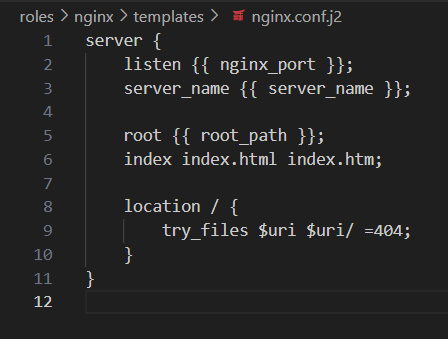 roles > nginx > templates > nginx.conf.j2
1 server {
2     listen {{ nginx_port }};
3     server_name {{ server_name }};
4
5     root {{ root_path }};
6     index index.html index.htm;
7
8     location / {
9         try_files $uri $uri/ =404;
10     }
11 }
12